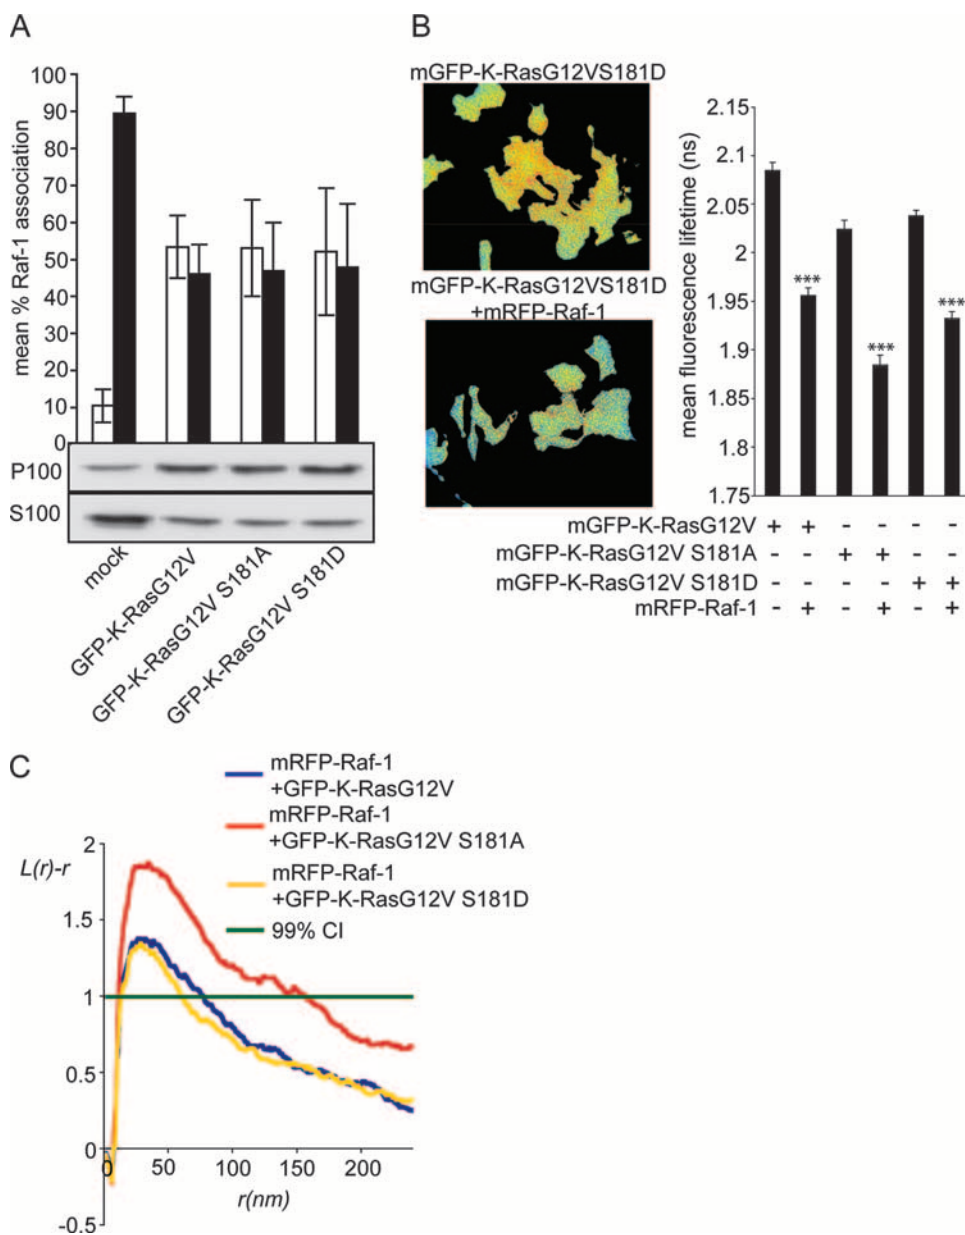 A
mean % Raf-1 association
100
90
80
70
60
50
40
30
20
10
0
P100
S100
mock
GFP-K-RasG12V
GFP-K-RasG12V S181A
GFP-K-RasG12V S181D
B
mGFP-K-RasG12VS181D
mGFP-K-RasG12VS181D
+mRFP-Raf-1
mean fluorescence lifetime (ns)
2.15
2.1
2.05
2
1.95
1.9
1.85
1.8
1.75
***
***
***
mGFP-K-RasG12V + + - - - -
mGFP-K-RasG12V S181A - - + + - -
mGFP-K-RasG12V S181D - - - - + +
mRFP-Raf-1 - + - + - +
C
mRFP-Raf-1
+GFP-K-RasG12V
mRFP-Raf-1
+GFP-K-RasG12V S181A
mRFP-Raf-1
+GFP-K-RasG12V S181D
99% CI
L(r)-r
2
1.5
1
0.5
0
-0.5
0 50 100 150 200
r(nm)